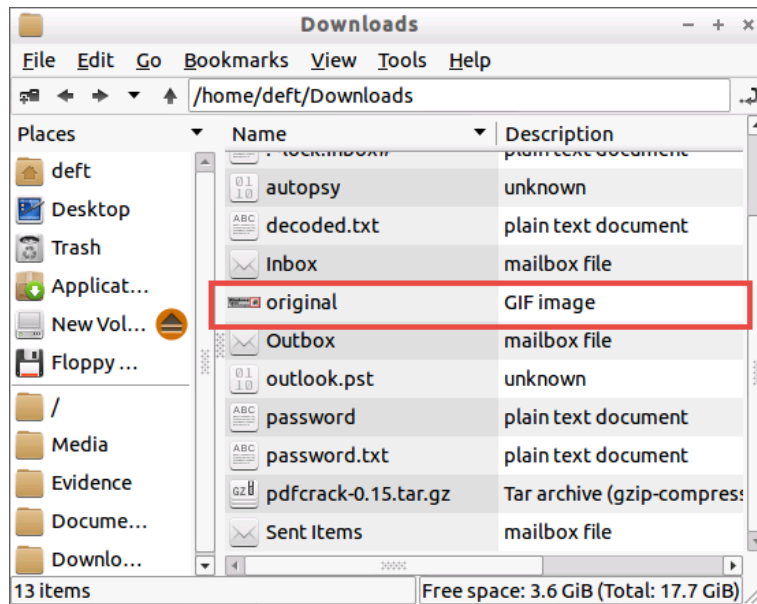 Downloads
File Edit Go Bookmarks View Tools Help
/home/deft/Downloads
Places
deft
Desktop
Trash
Applicat...
New Vol...
Floppy ...
/
Media
Evidence
Docume...
Downlo...
Name Description
plain text document
autopsy unknown
decoded.txt plain text document
Inbox mailbox file
original GIF image
Outbox mailbox file
outlook.pst unknown
password plain text document
password.txt plain text document
pdfcrack-0.15.tar.gz Tar archive (gzip-compress
Sent Items mailbox file
13 items Free space: 3.6 GiB (Total: 17.7 GiB)